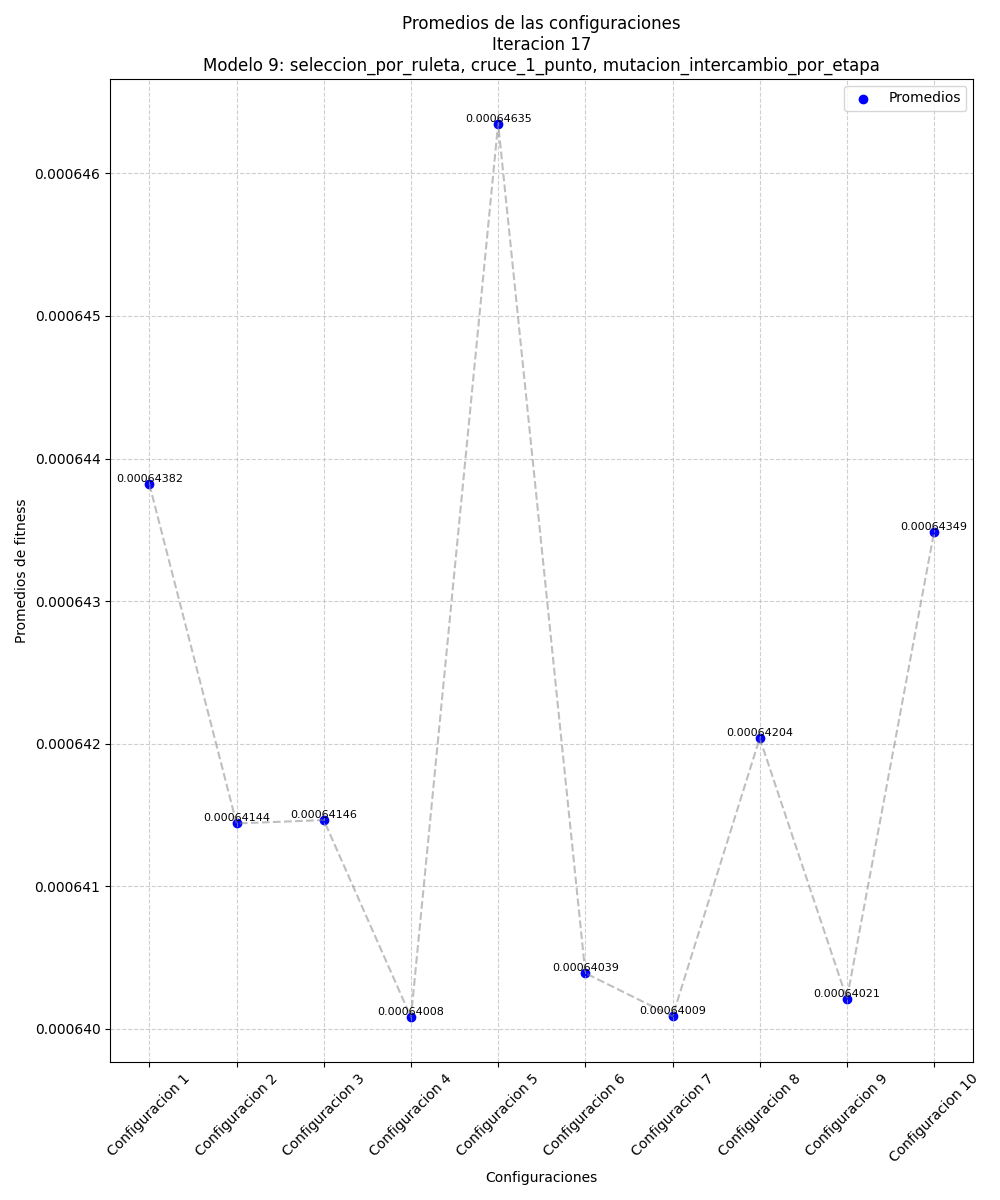 Promedios de las configuraciones
Iteracion 17
Modelo 9: seleccion_por_ruleta, cruce_1_punto, mutacion_intercambio_por_etapa
Promedios
0.00064635
0.000646
0.000645
0.000644
0.00064382
0.00064349
0.000643
0.000642
0.00064204
0.00064144
0.00064146
0.000641
0.00064039
0.00064021
0.00064008
0.00064009
0.000640
Promedios de fitness
Configuracion 1
Configuracion 2
Configuracion 3
Configuracion 4
Configuracion 5
Configuracion 6
Configuracion 7
Configuracion 8
Configuracion 9
Configuracion 10
Configuraciones